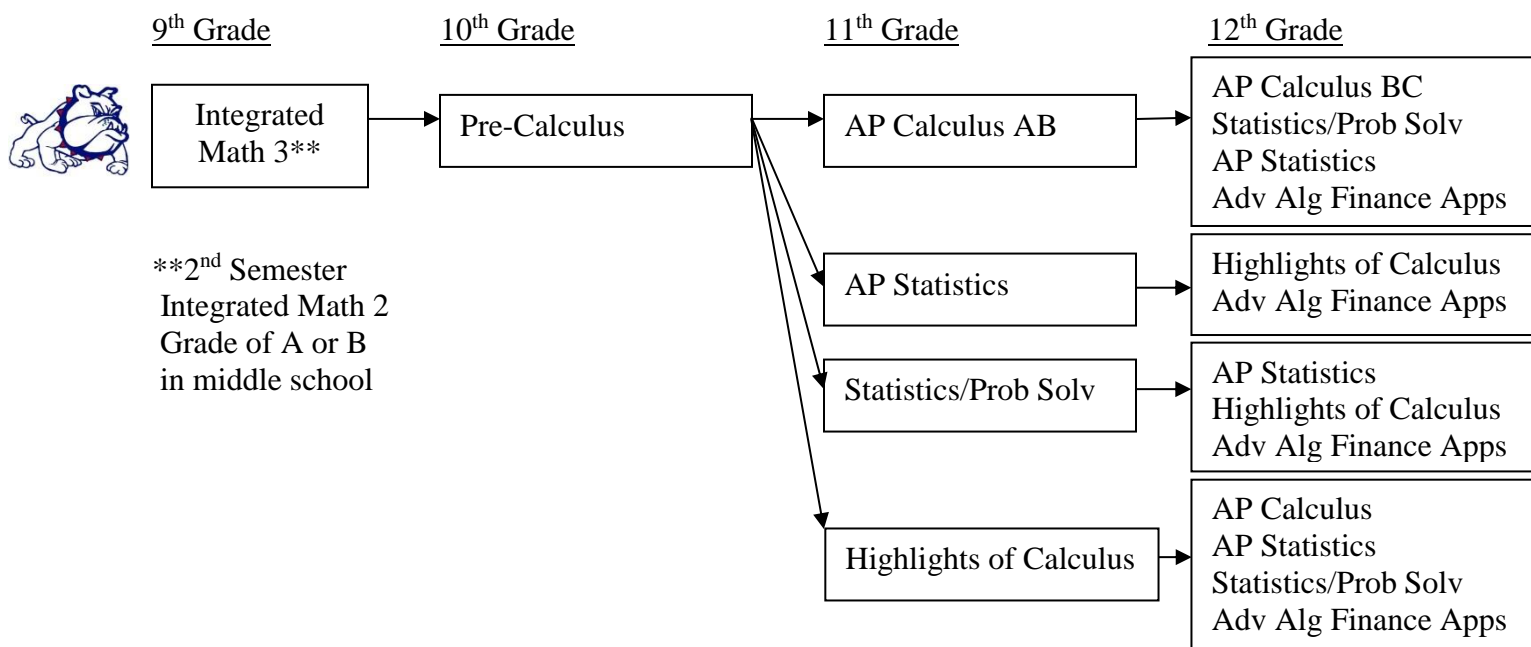 9th Grade
10th Grade
11th Grade
12th Grade
Integrated
Math 3**
Pre-Calculus
AP Calculus AB
AP Calculus BC
Statistics/Prob Solv
AP Statistics
Adv Alg Finance Apps
**2nd Semester
Integrated Math 2
Grade of A or B
in middle school
AP Statistics
Highlights of Calculus
Adv Alg Finance Apps
Statistics/Prob Solv
AP Statistics
Highlights of Calculus
Adv Alg Finance Apps
Highlights of Calculus
AP Calculus
AP Statistics
Statistics/Prob Solv
Adv Alg Finance Apps